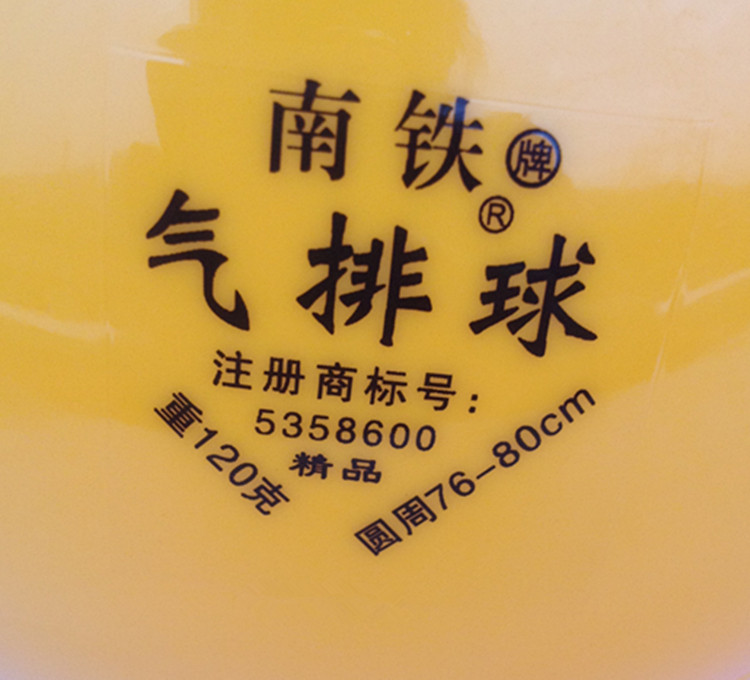 南铁牌
®
气排球
注册商标号:
5358600
精品
重120克
圆周76-80cm